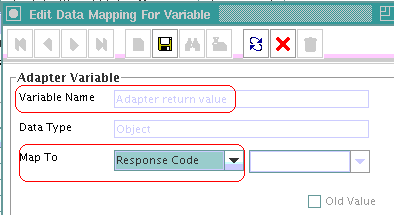 Edit Data Mapping For Variable
Adapter Variable
Variable Name Adapter return value
Data Type Object
Map To Response Code
Old Value